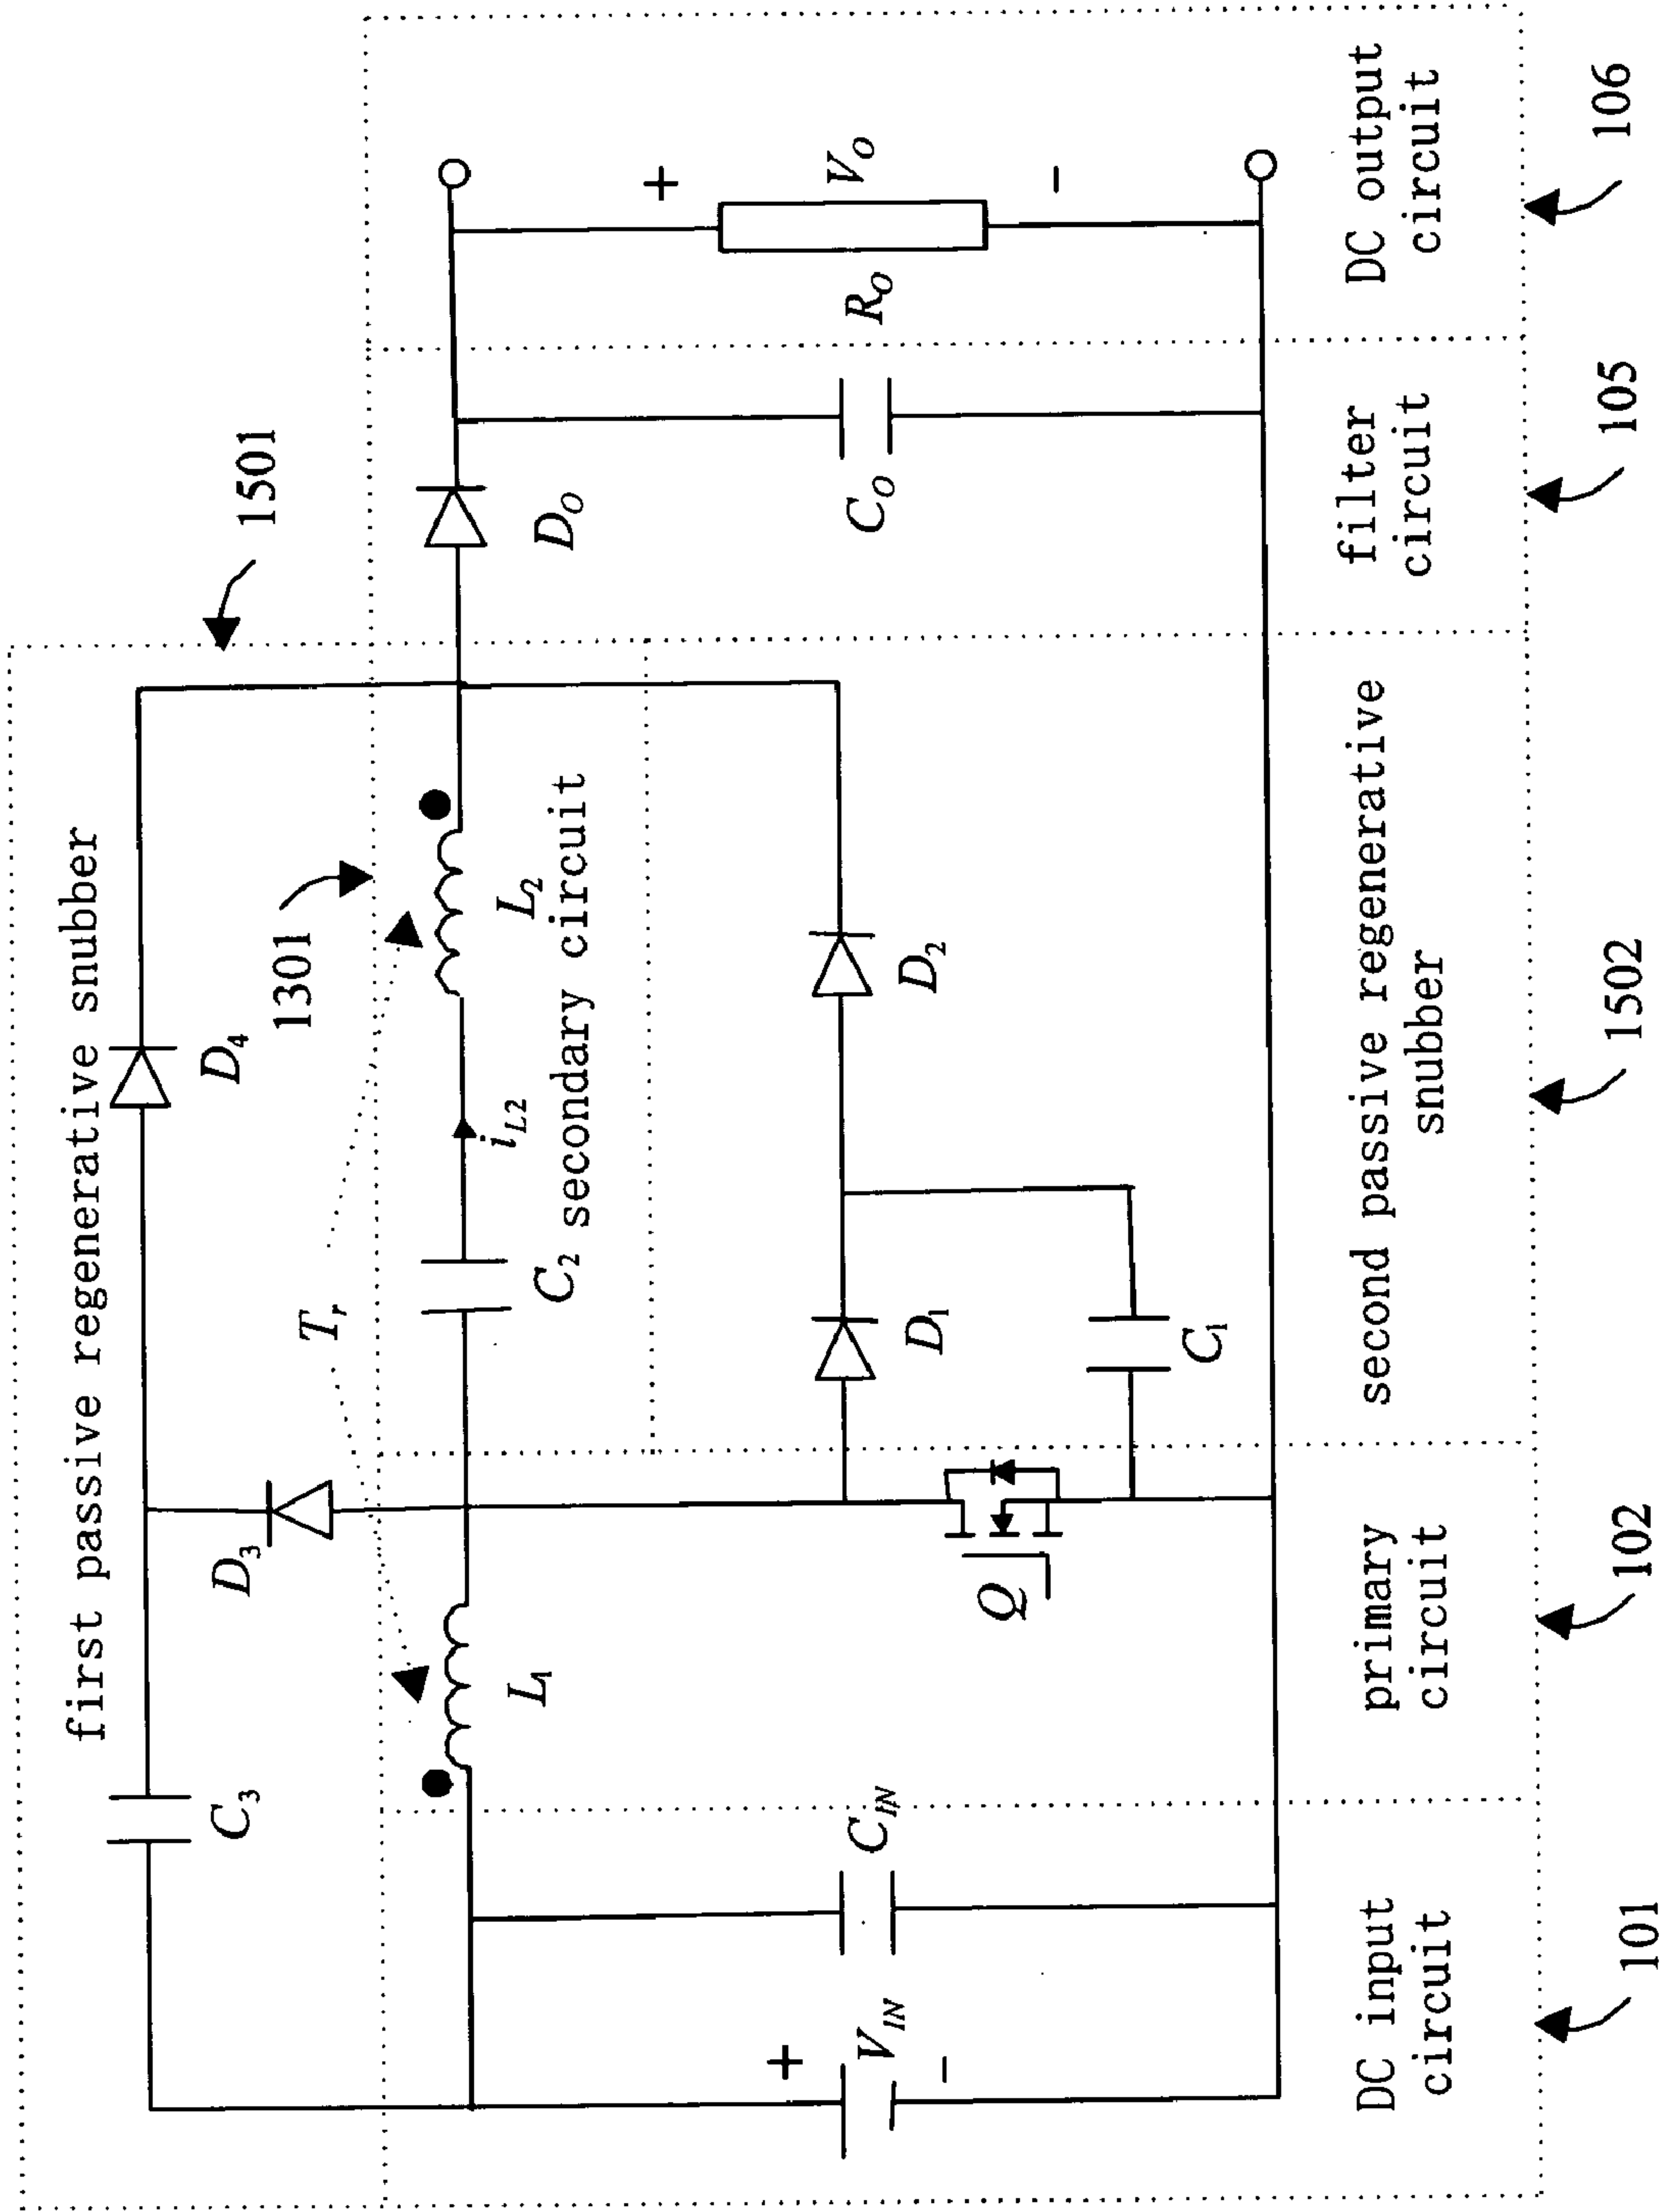 first passive regenerative snubber
1501
C3
D3
D4
Tr
1301
L1
C2
iL2
L2
secondary circuit
DO
+
VIN
-
CIN
Q
D1
C1
D2
CO
RO
+
VO
-
DC input
circuit
primary
circuit
second passive regenerative
snubber
filter
circuit
DC output
circuit
101
102
1502
105
106